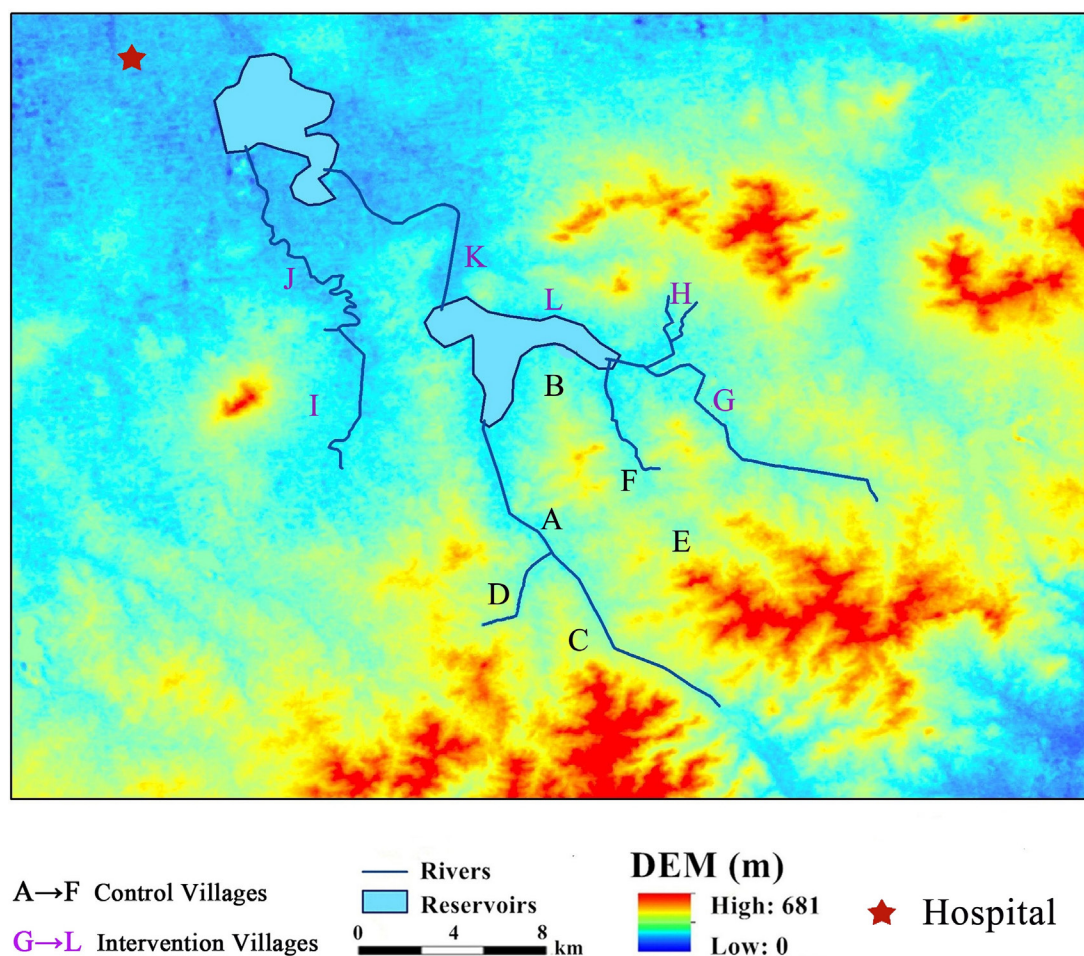 K
J
L
H
B
I
G
F
A
E
D
C
A→F Control Villages
G→L Intervention Villages
Rivers
Reservoirs
0 4 8
km
DEM (m)
High: 681
Low: 0
Hospital